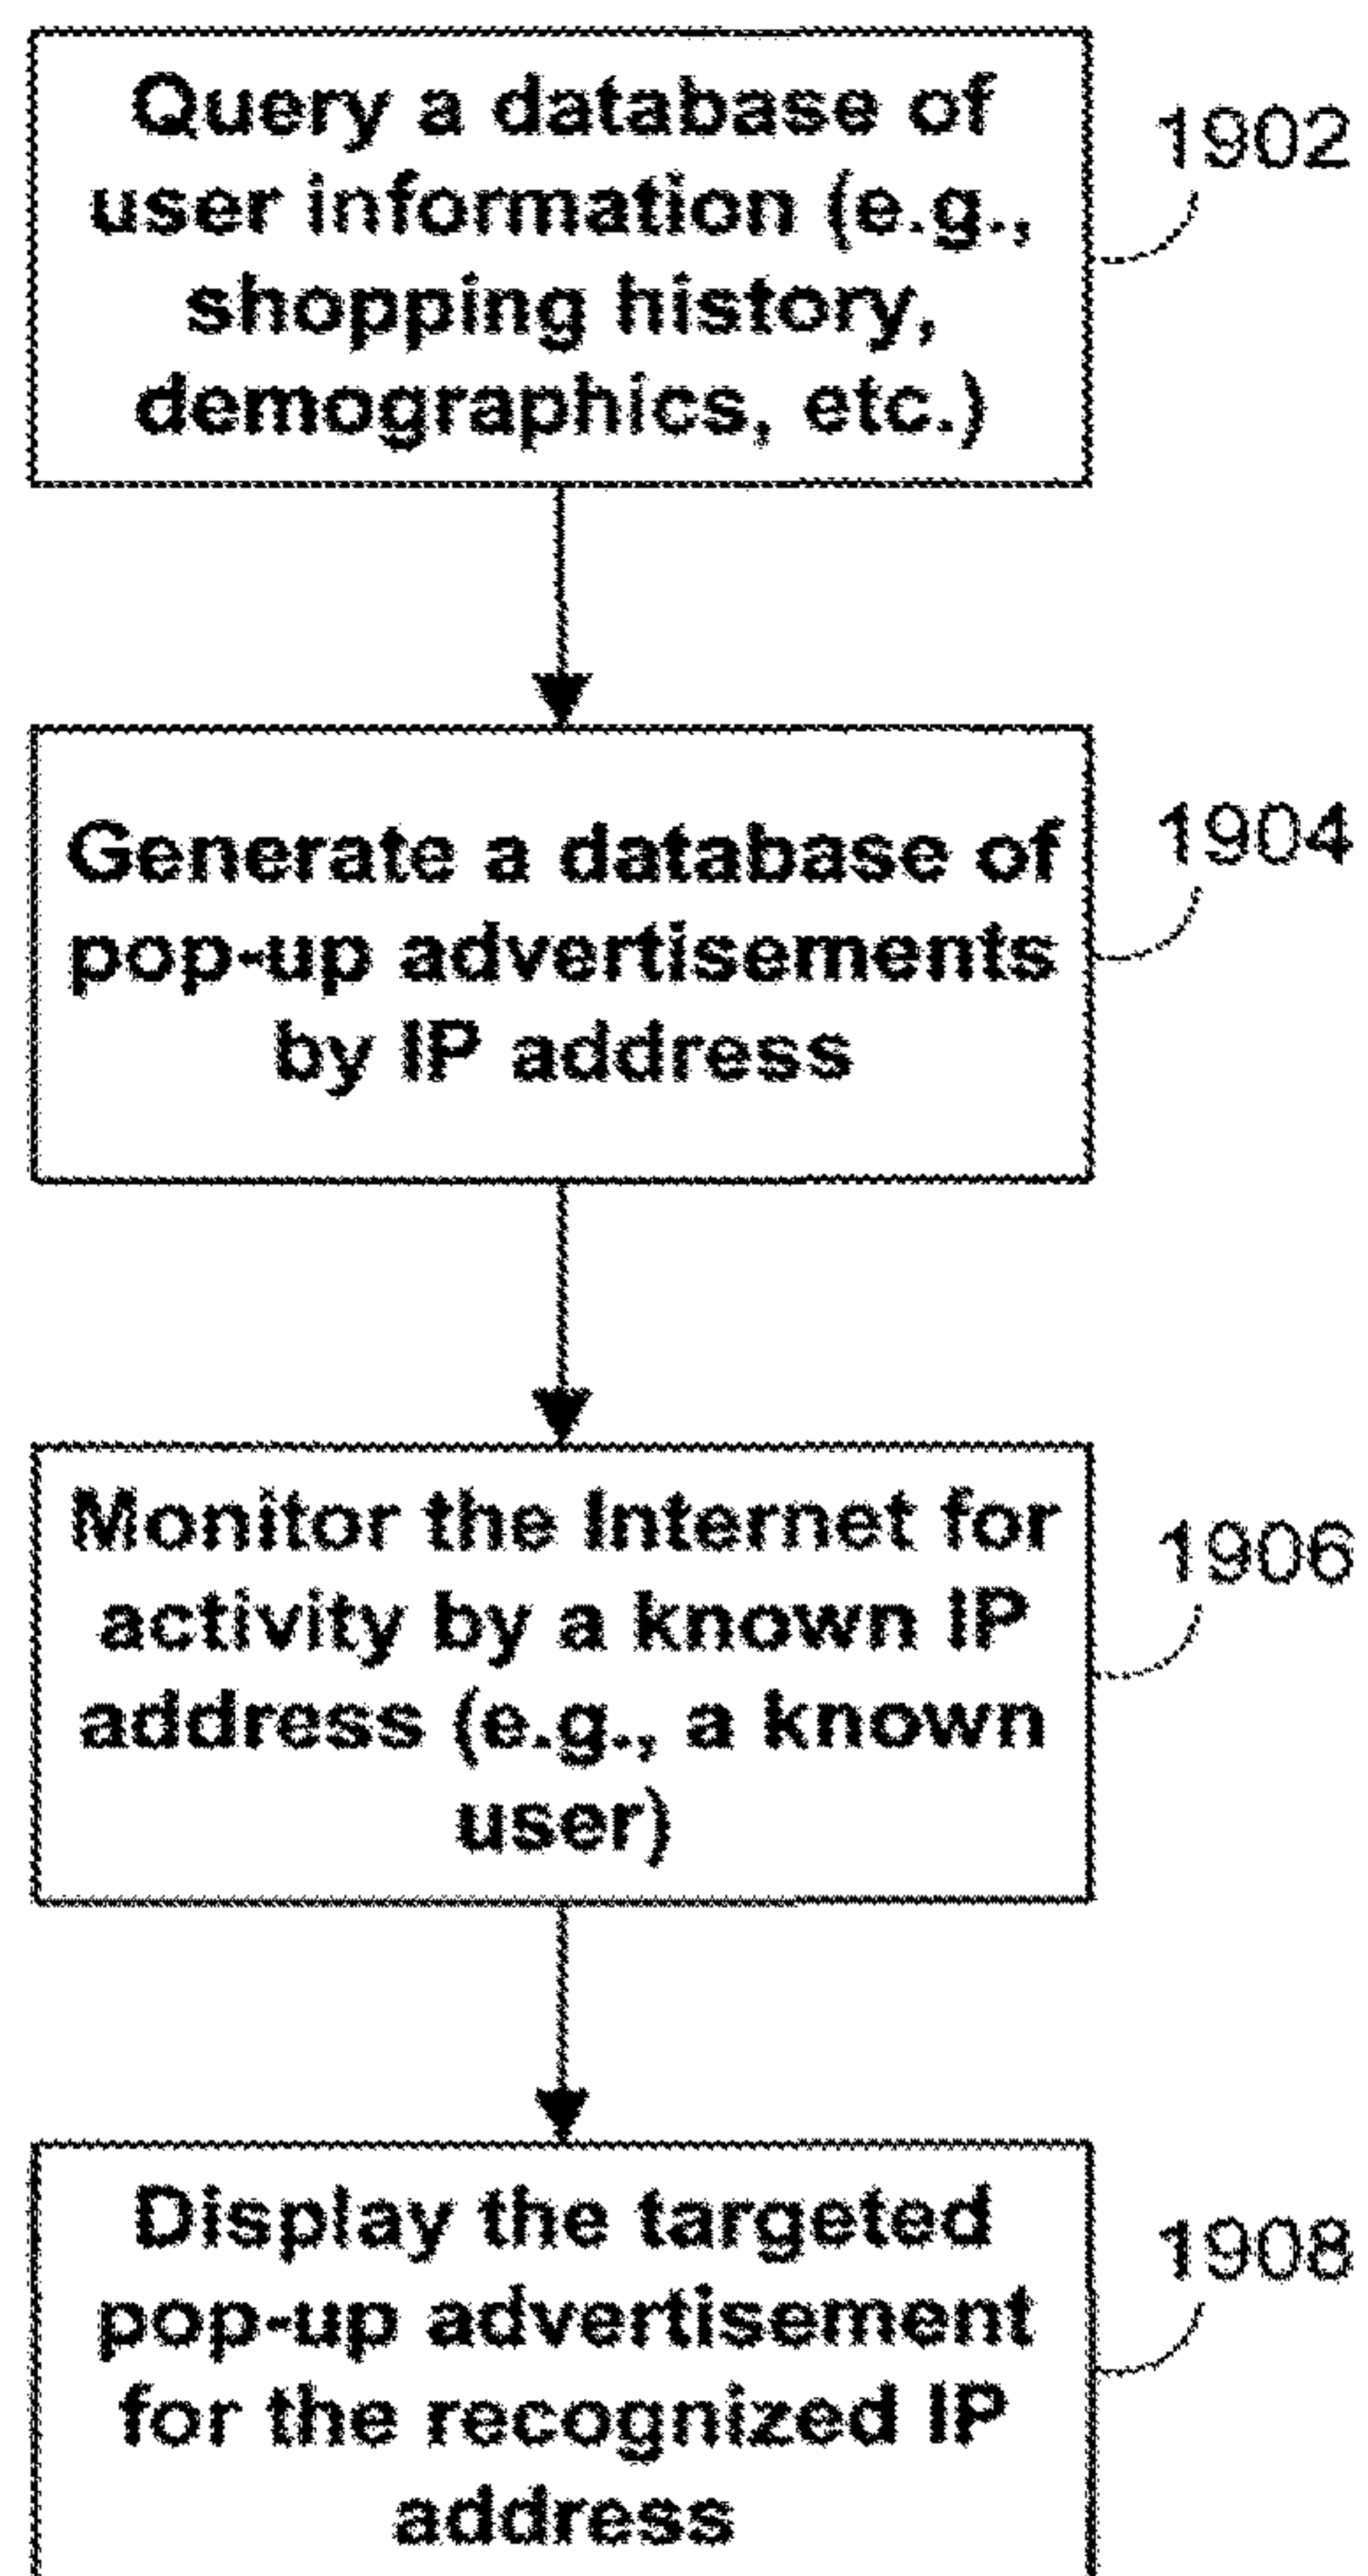 Query a database of
user information (e.g.,
shopping history,
demographics, etc.)
1902
Generate a database of
pop-up advertisements
by IP address
1904
Monitor the Internet for
activity by a known IP
address (e.g., a known
user)
1906
Display the targeted
pop-up advertisement
for the recognized IP
address
1908